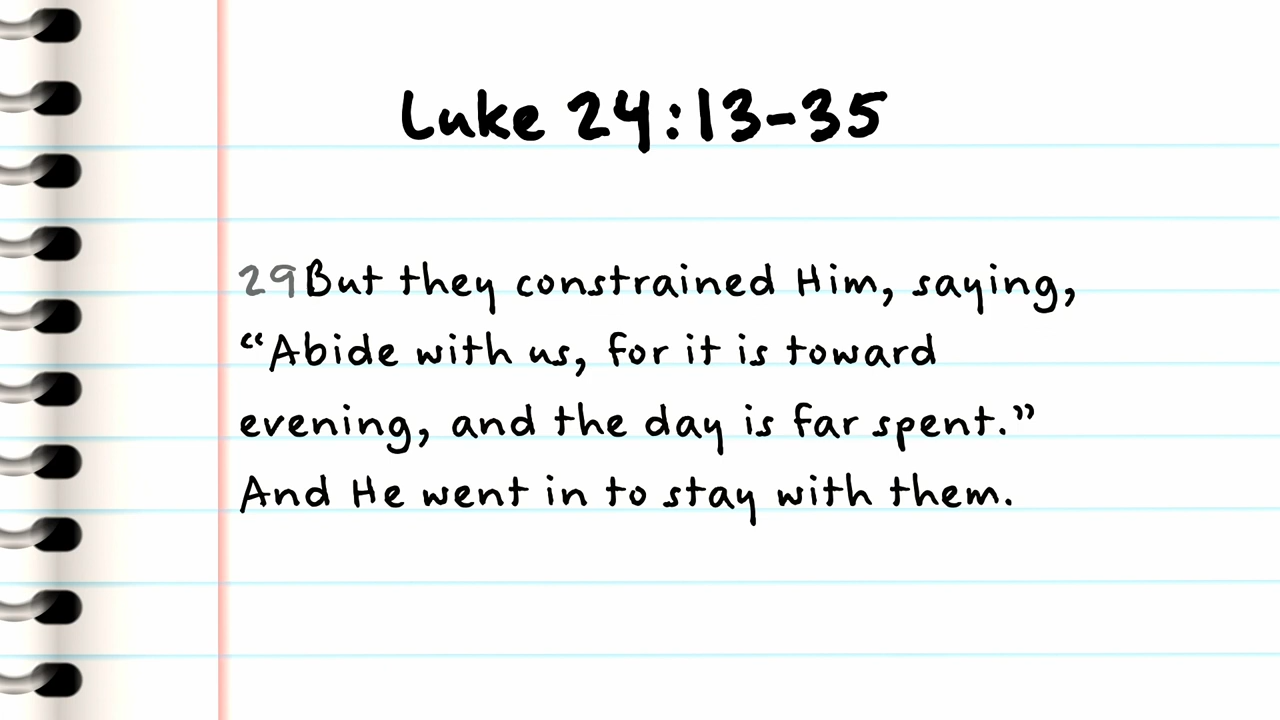 Luke 24:13-35
29But they constrained Him, saying,
“Abide with us, for it is toward
evening, and the day is far spent.”
And He went in to stay with them.